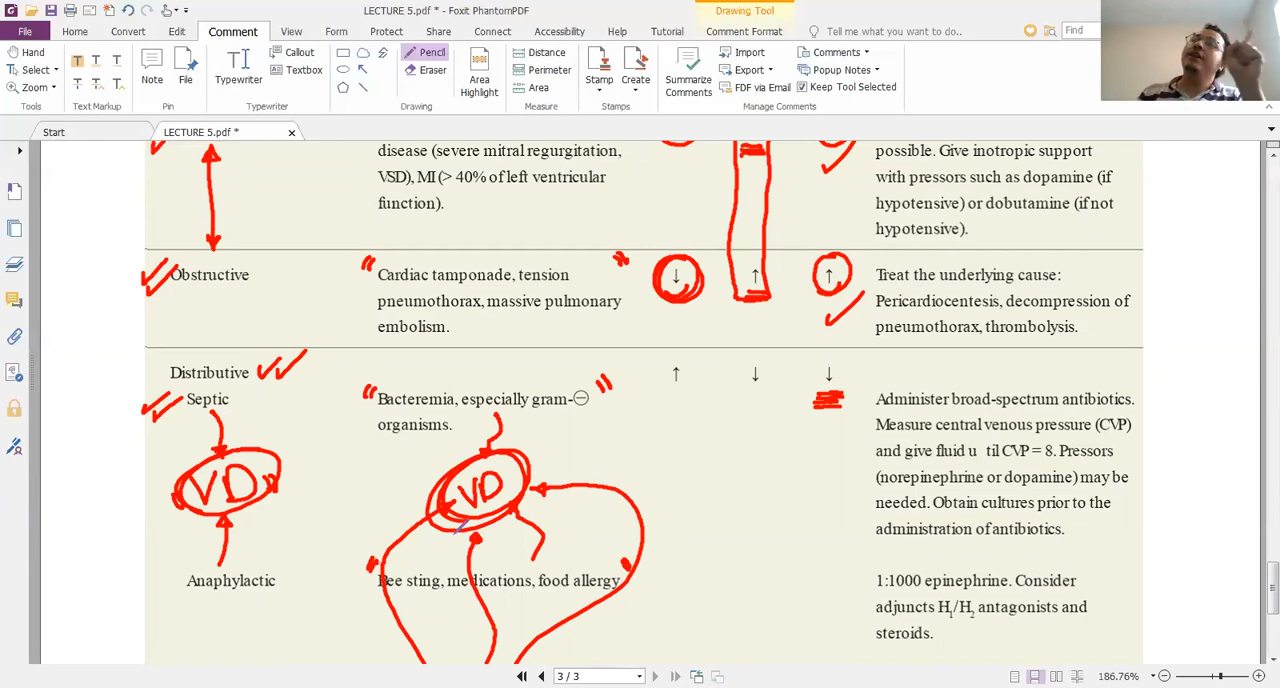 LECTURE 5.pdf * - Foxit PhantomPDF
Drawing Tool
File Home Convert Edit Comment View Form Protect Share Connect Accessibility Help Tutorial Comment Format Tell me what you want to do.. Find
Hand
Select
Zoom
Tools
Text Markup
Note
File
Pin
Typewriter
Callout
Textbox
Typewriter
Pencil
Eraser
Area Highlight
Drawing
Distance
Perimeter
Area
Measure
Stamp
Create
Stamps
Summarize Comments
Import
Export
FDF via Email
Comments
Popup Notes
Keep Tool Selected
Manage Comments
Start
LECTURE 5.pdf *
disease (severe mitral regurgitation,
VSD), MI (> 40% of left ventricular
function).
possible. Give inotropic support
with pressors such as dopamine (if
hypotensive) or dobutamine (if not
hypotensive).
Obstructive
Cardiac tamponade, tension
pneumothorax, massive pulmonary
embolism.
↓ ↑ ↑
Treat the underlying cause:
Pericardiocentesis, decompression of
pneumothorax, thrombolysis.
Distributive
↑ ↓ ↓
Septic
Bacteremia, especially gram-⊖
organisms.
Administer broad-spectrum antibiotics.
Measure central venous pressure (CVP)
and give fluid u til CVP = 8. Pressors
(norepinephrine or dopamine) may be
needed. Obtain cultures prior to the
administration of antibiotics.
VD
VD
Anaphylactic
Bee sting, medications, food allergy
1:1000 epinephrine. Consider
adjuncts H1/H2 antagonists and
steroids.
3 / 3
186.76%